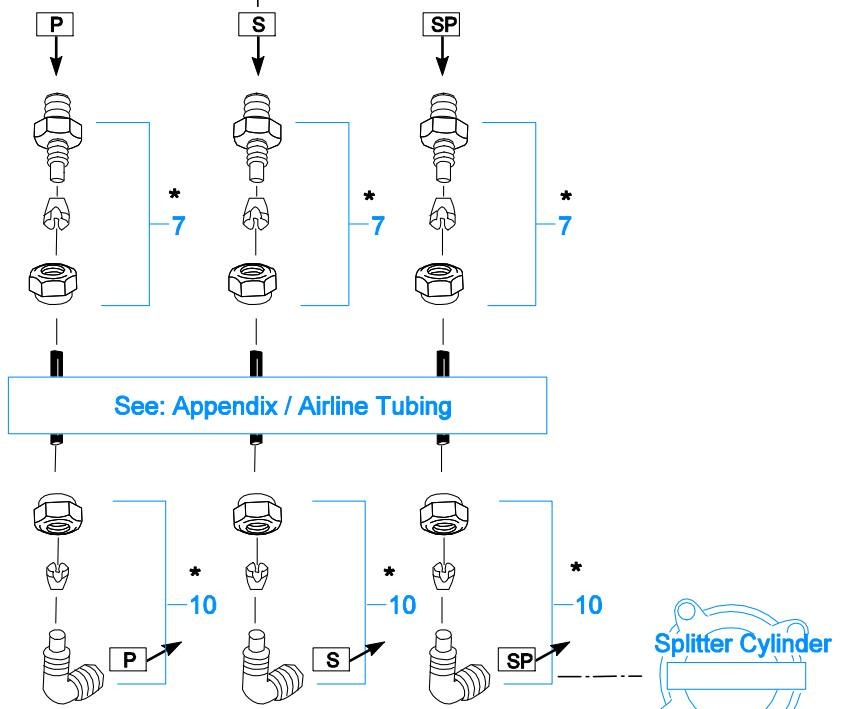 P S SP
* * *
7 7 7
See: Appendix / Airline Tubing
* * *
10 10 10
Splitter Cylinder
P S SP